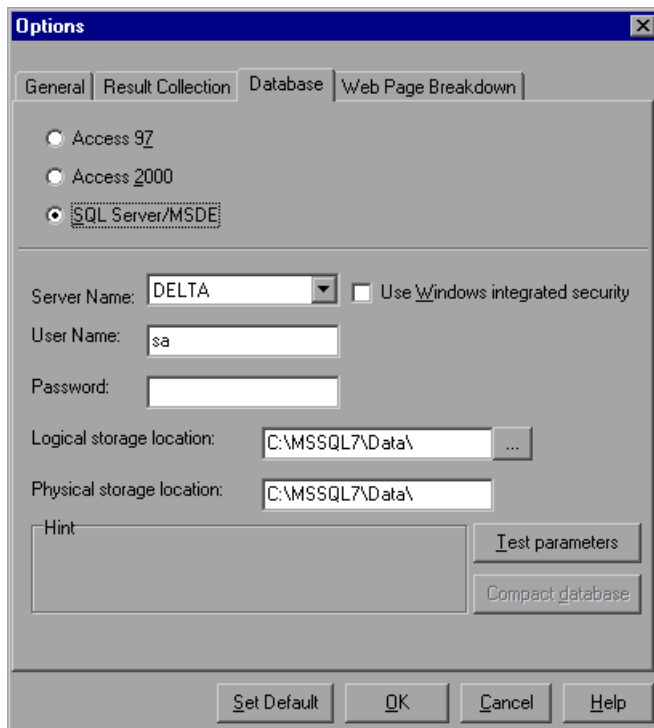 Options
General Result Collection Database Web Page Breakdown
Access 97
Access 2000
SQL Server/MSDE
Server Name: DELTA Use Windows integrated security
User Name: sa
Password:
Logical storage location: C:\MSSQL7\Data\ ...
Physical storage location: C:\MSSQL7\Data\
Hint
Test parameters
Compact database
Set Default OK Cancel Help